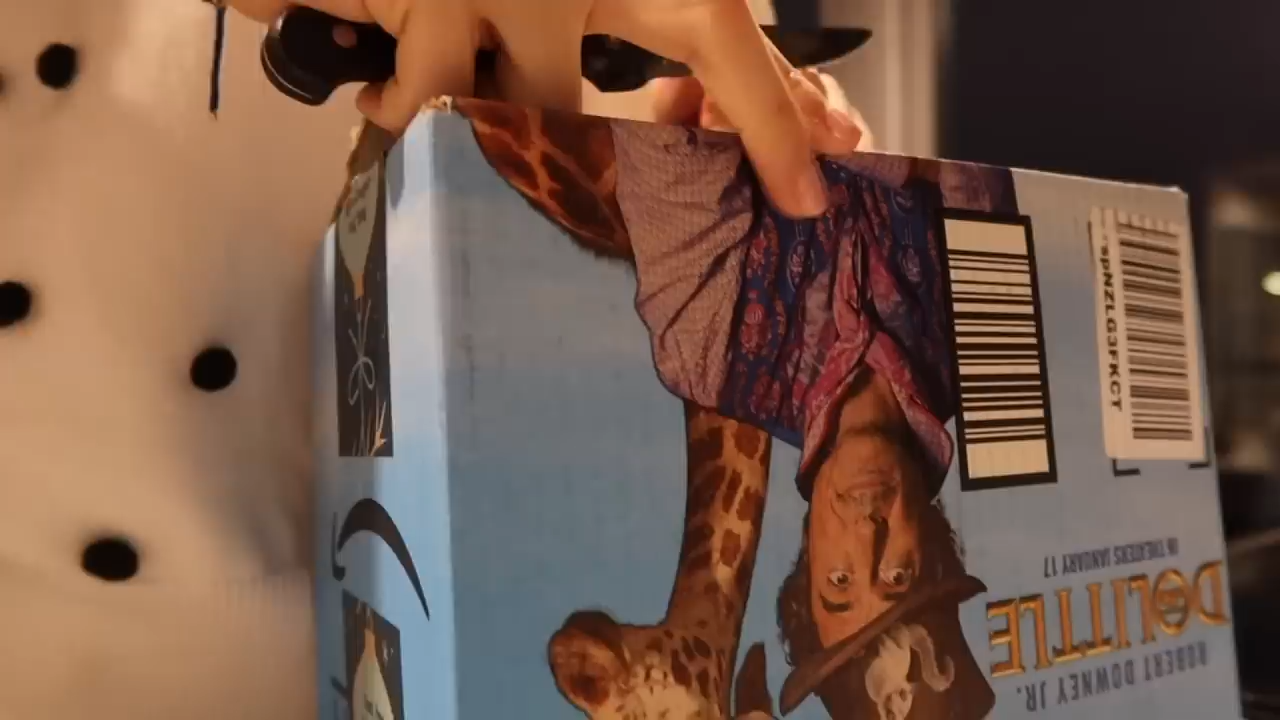 spNZLG3FKCT
IN THEATERS JANUARY 17
DOLITTLE
ROBERT DOWNEY JR.